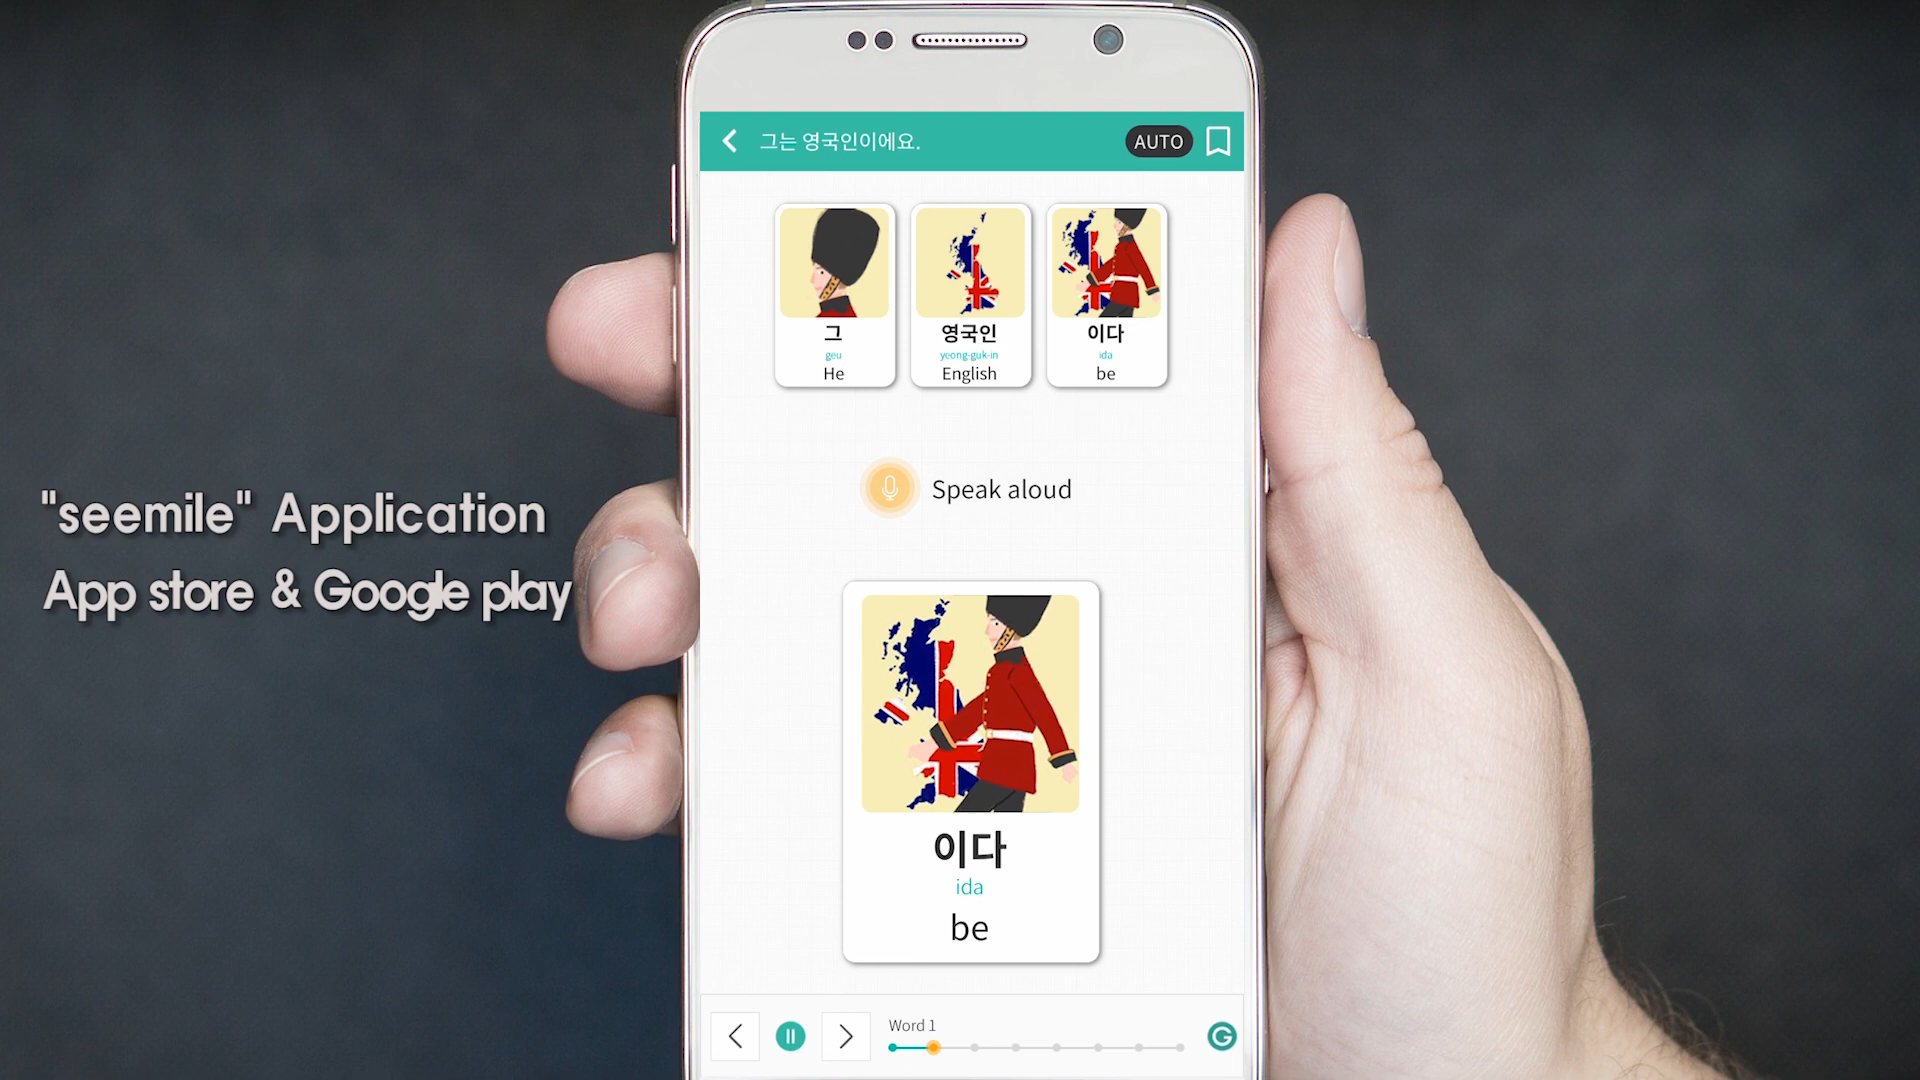 그는 영국인이에요.
AUTO
그
geu
He
영국인
yeong-guk-in
English
이다
ida
be
Speak aloud
"seemile" Application
App store & Google play
이다
ida
be
Word 1
G